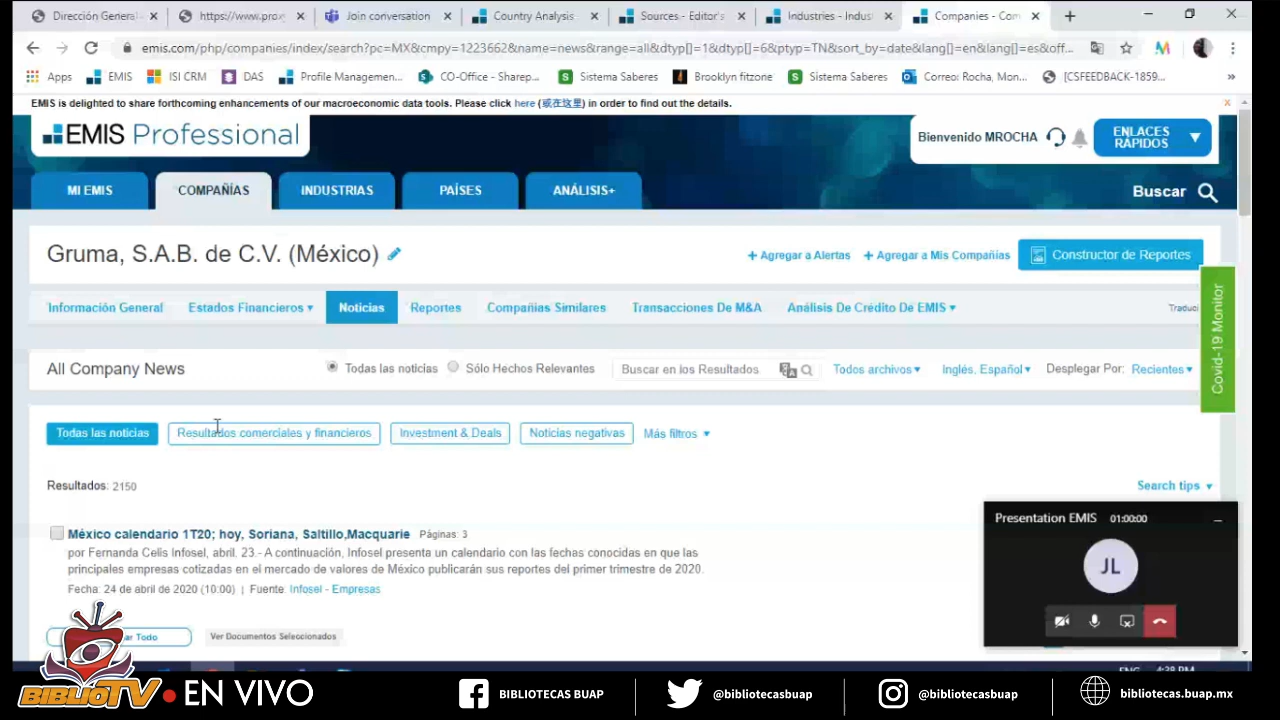 Dirección General
https://www.prox
Join conversation
Country Analysis
Sources - Editor's
Industries - Indus
Companies - Com
emis.com/php/companies/index/search?pc=MX&cmpy=1223662&name=news&range=all&dtyp[]=1&dtyp[]=6&ptyp=TN&sort_by=date&lang[]=en&lang[]=es&off...
Apps
EMIS
ISI CRM
DAS
Profile Managemen...
CO-Office - Sharep...
Sistema Saberes
Brooklyn fitzone
Sistema Saberes
Correo: Rocha, Mon...
[CSFEEDBACK-1859...
EMIS is delighted to share forthcoming enhancements of our macroeconomic data tools. Please click here (或在这里) in order to find out the details.
x
EMIS Professional
Bienvenido MROCHA
ENLACES
RÁPIDOS
MI EMIS
COMPAÑÍAS
INDUSTRIAS
PAÍSES
ANÁLISIS+
Buscar
Gruma, S.A.B. de C.V. (México)
+ Agregar a Alertas
+ Agregar a Mis Compañías
Constructor de Reportes
Información General
Estados Financieros
Noticias
Reportes
Compañías Similares
Transacciones De M&A
Análisis De Crédito De EMIS
Traduci
Covid-19 Monitor
All Company News
Todas las noticias
Sólo Hechos Relevantes
Buscar en los Resultados
Todos archivos
Inglés, Español
Desplegar Por: Recientes
Todas las noticias
Resultados comerciales y financieros
Investment & Deals
Noticias negativas
Más filtros
Resultados: 2150
Search tips
México calendario 1T20; hoy, Soriana, Saltillo,Macquarie Páginas: 3
por Fernanda Celis Infosel, abril. 23.- A continuación, Infosel presenta un calendario con las fechas conocidas en que las
principales empresas cotizadas en el mercado de valores de México publicarán sus reportes del primer trimestre de 2020.
Fecha: 24 de abril de 2020 (10:00) | Fuente: Infosel - Empresas
Presentation EMIS 01:00:00
JL
ar Todo
Ver Documentos Seleccionados
ENG 4:38 PM
BIBLIOTV
EN VIVO
BIBLIOTECAS BUAP
@bibliotecasbuap
@bibliotecasbuap
bibliotecas.buap.mx